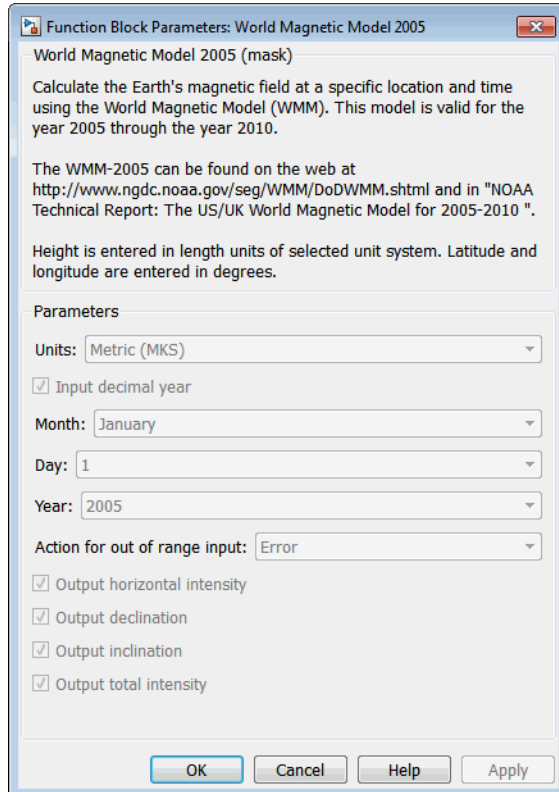 Function Block Parameters: World Magnetic Model 2005
World Magnetic Model 2005 (mask)
Calculate the Earth's magnetic field at a specific location and time
using the World Magnetic Model (WMM). This model is valid for the
year 2005 through the year 2010.
The WMM-2005 can be found on the web at
http://www.ngdc.noaa.gov/seg/WMM/DoDWMM.shtml and in "NOAA
Technical Report: The US/UK World Magnetic Model for 2005-2010 ".
Height is entered in length units of selected unit system. Latitude and
longitude are entered in degrees.
Parameters
Units: Metric (MKS)
Input decimal year
Month: January
Day: 1
Year: 2005
Action for out of range input: Error
Output horizontal intensity
Output declination
Output inclination
Output total intensity
OK Cancel Help Apply